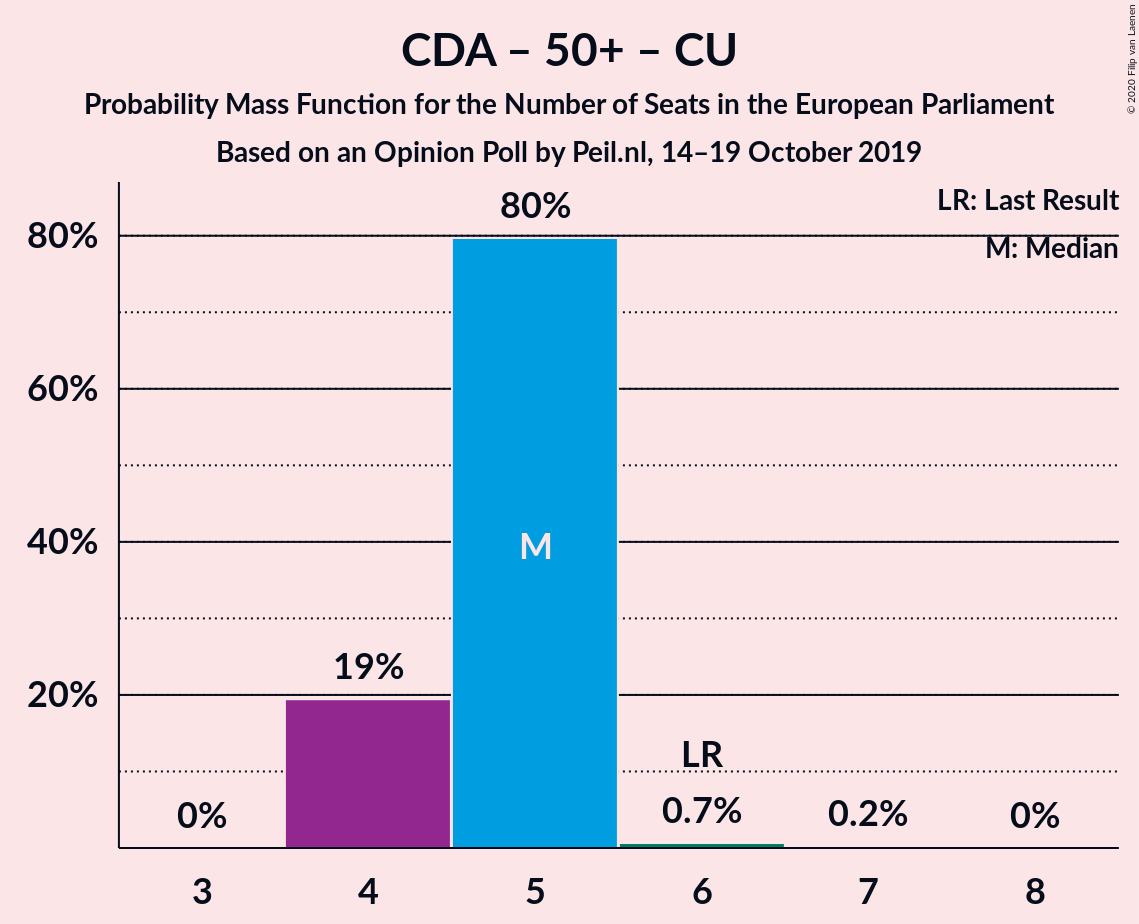 CDA – 50+ – CU
Probability Mass Function for the Number of Seats in the European Parliament
Based on an Opinion Poll by Peil.nl, 14–19 October 2019
© 2020 Filip van Laenen
LR: Last Result
M: Median
80%
60%
40%
20%
0%
19%
80%
M
LR
0.7%
0.2%
0%
3
4
5
6
7
8